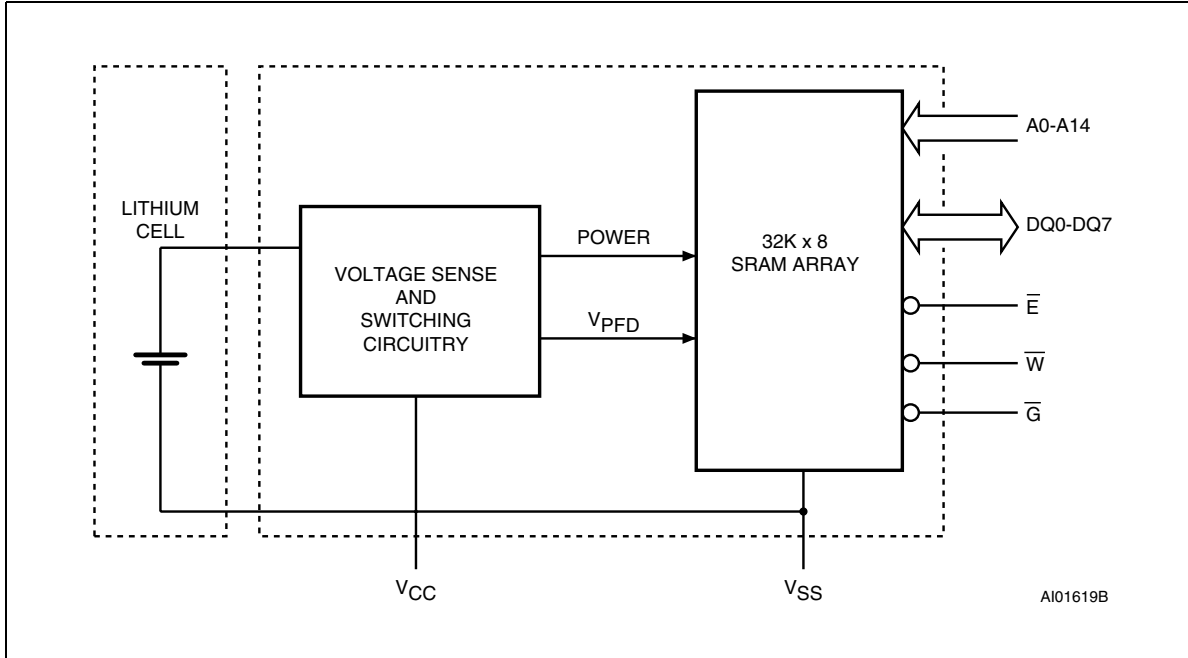 LITHIUM
CELL
VOLTAGE SENSE
AND
SWITCHING
CIRCUITRY
POWER
VPFD
32K x 8
SRAM ARRAY
A0-A14
DQ0-DQ7
E̅
W̅
G̅
VCC
VSS
AI01619B